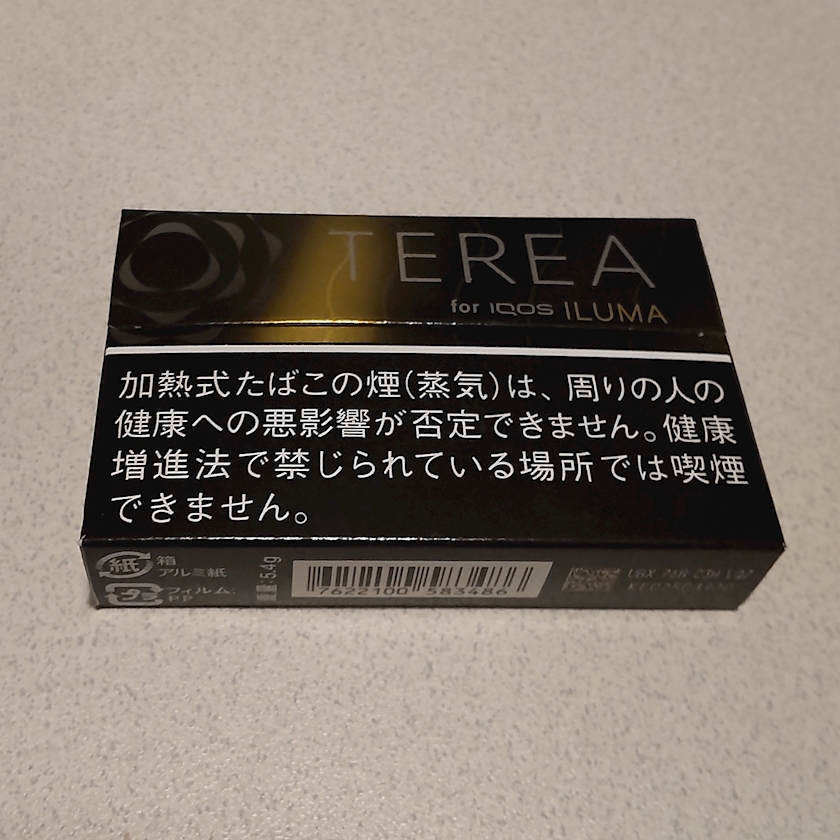 TEREA
for IQOS ILUMA
加熱式たばこの煙(蒸気)は、周りの人の
健康への悪影響が否定できません。健康
増進法で禁じられている場所では喫煙
できません。
紙
箱
アルミ紙
プラ
フィルム:
PP
重量:5.4g
7622100 583486